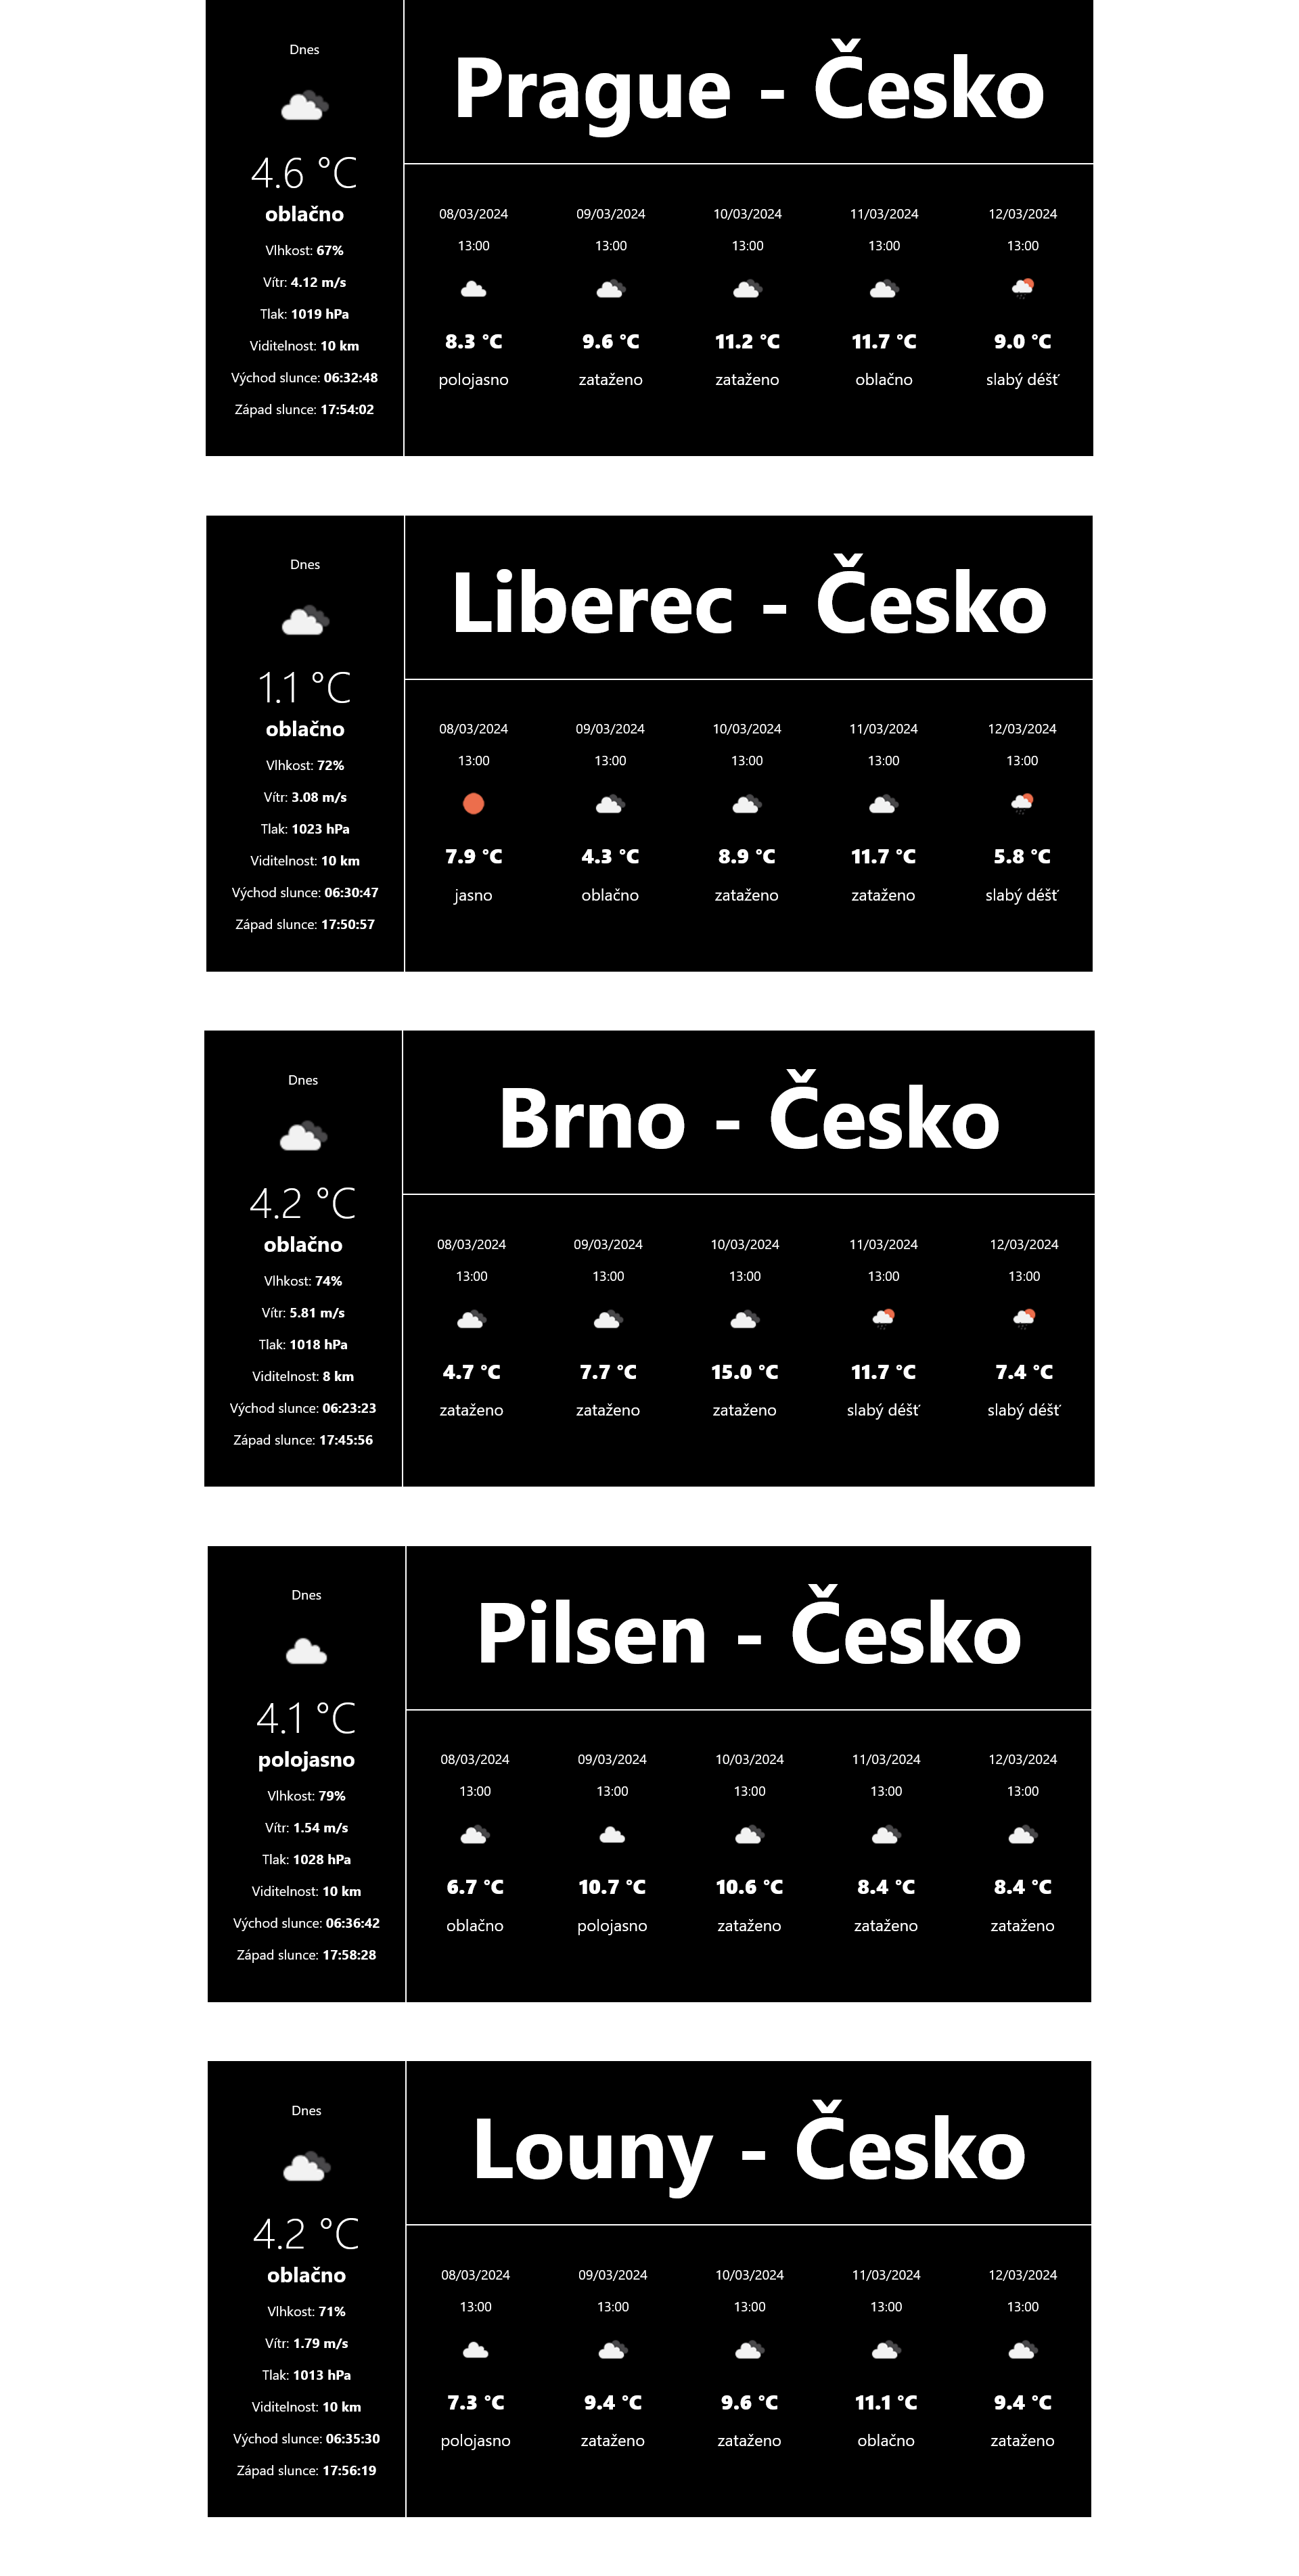 Dnes
4.6 °C
oblačno
Vlhkost: 67%
Vítr: 4.12 m/s
Tlak: 1019 hPa
Viditelnost: 10 km
Východ slunce: 06:32:48
Západ slunce: 17:54:02
Prague - Česko
08/03/2024 09/03/2024 10/03/2024 11/03/2024 12/03/2024
13:00 13:00 13:00 13:00 13:00
8.3 °C 9.6 °C 11.2 °C 11.7 °C 9.0 °C
polojasno zataženo zataženo oblačno slabý déšť
Dnes
1.1 °C
oblačno
Vlhkost: 72%
Vítr: 3.08 m/s
Tlak: 1023 hPa
Viditelnost: 10 km
Východ slunce: 06:30:47
Západ slunce: 17:50:57
Liberec - Česko
08/03/2024 09/03/2024 10/03/2024 11/03/2024 12/03/2024
13:00 13:00 13:00 13:00 13:00
7.9 °C 4.3 °C 8.9 °C 11.7 °C 5.8 °C
jasno oblačno zataženo zataženo slabý déšť
Dnes
4.2 °C
oblačno
Vlhkost: 74%
Vítr: 5.81 m/s
Tlak: 1018 hPa
Viditelnost: 8 km
Východ slunce: 06:23:23
Západ slunce: 17:45:56
Brno - Česko
08/03/2024 09/03/2024 10/03/2024 11/03/2024 12/03/2024
13:00 13:00 13:00 13:00 13:00
4.7 °C 7.7 °C 15.0 °C 11.7 °C 7.4 °C
zataženo zataženo zataženo slabý déšť slabý déšť
Dnes
4.1 °C
polojasno
Vlhkost: 79%
Vítr: 1.54 m/s
Tlak: 1028 hPa
Viditelnost: 10 km
Východ slunce: 06:36:42
Západ slunce: 17:58:28
Pilsen - Česko
08/03/2024 09/03/2024 10/03/2024 11/03/2024 12/03/2024
13:00 13:00 13:00 13:00 13:00
6.7 °C 10.7 °C 10.6 °C 8.4 °C 8.4 °C
oblačno polojasno zataženo zataženo zataženo
Dnes
4.2 °C
oblačno
Vlhkost: 71%
Vítr: 1.79 m/s
Tlak: 1013 hPa
Viditelnost: 10 km
Východ slunce: 06:35:30
Západ slunce: 17:56:19
Louny - Česko
08/03/2024 09/03/2024 10/03/2024 11/03/2024 12/03/2024
13:00 13:00 13:00 13:00 13:00
7.3 °C 9.4 °C 9.6 °C 11.1 °C 9.4 °C
polojasno zataženo zataženo oblačno zataženo